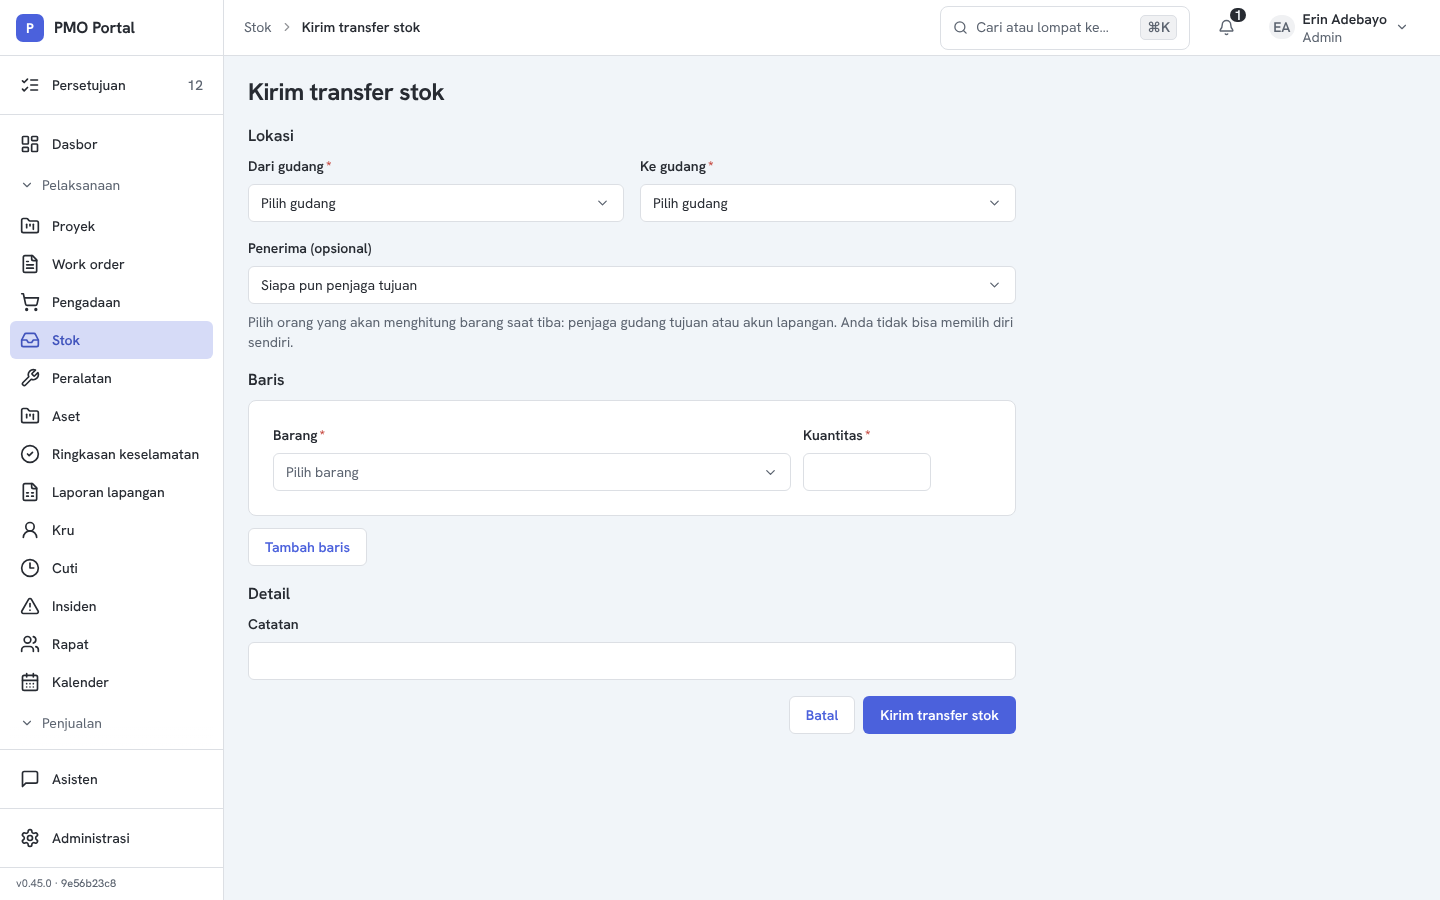 P PMO Portal
Stok > Kirim transfer stok
Cari atau lompat ke... ⌘K
1
EA Erin Adebayo
Admin
Persetujuan 12
Dasbor
Pelaksanaan
Proyek
Work order
Pengadaan
Stok
Peralatan
Aset
Ringkasan keselamatan
Laporan lapangan
Kru
Cuti
Insiden
Rapat
Kalender
Penjualan
Asisten
Administrasi
v0.45.0 · 9e56b23c8
Kirim transfer stok
Lokasi
Dari gudang * Ke gudang *
Pilih gudang Pilih gudang
Penerima (opsional)
Siapa pun penjaga tujuan
Pilih orang yang akan menghitung barang saat tiba: penjaga gudang tujuan atau akun lapangan. Anda tidak bisa memilih diri
sendiri.
Baris
Barang * Kuantitas *
Pilih barang
Tambah baris
Detail
Catatan
Batal Kirim transfer stok